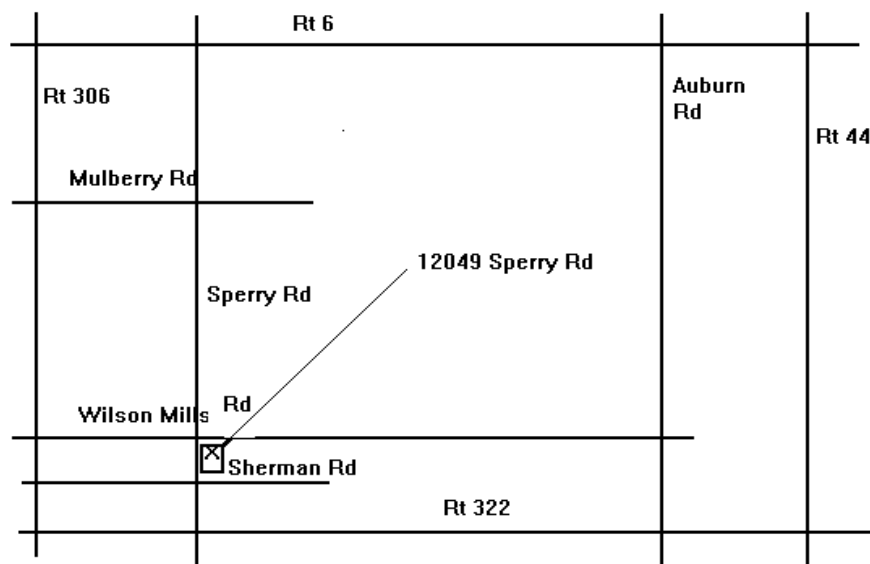 Rt 6
Rt 306
Auburn
Rd
Rt 44
Mulberry Rd
12049 Sperry Rd
Sperry Rd
Wilson Mills Rd
Sherman Rd
Rt 322